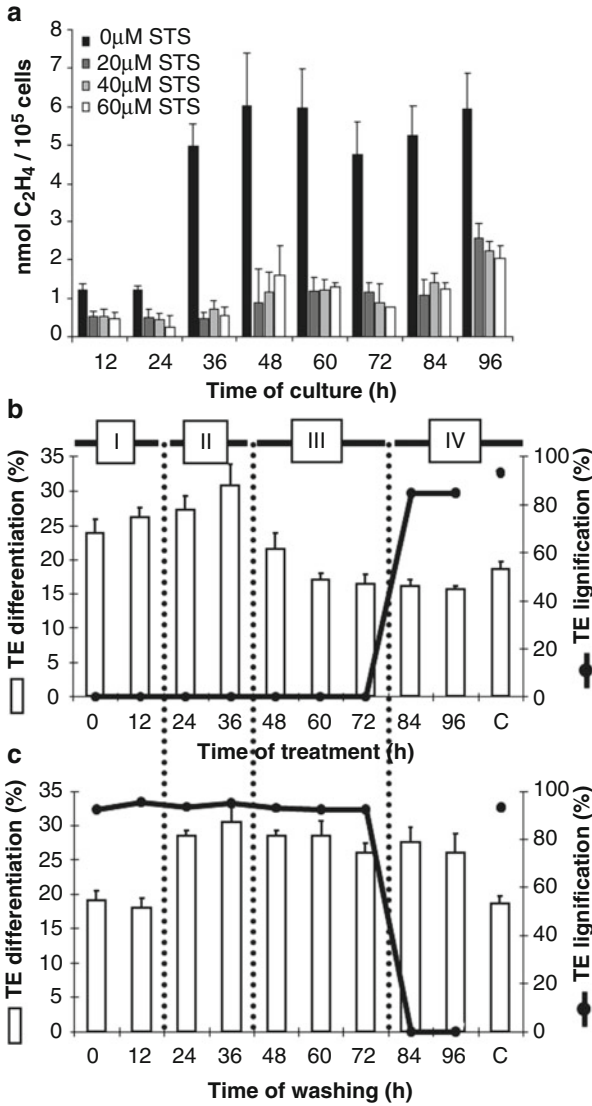 a
nmol C₂H₄ / 10⁵ cells
8
7
6
5
4
3
2
1
0
0μM STS
20μM STS
40μM STS
60μM STS
12 24 36 48 60 72 84 96
Time of culture (h)
b
I II III IV
TE differentiation (%)
35
30
25
20
15
10
5
0
100
80
60
40
20
0
TE lignification (%)
0 12 24 36 48 60 72 84 96 C
Time of treatment (h)
c
TE differentiation (%)
35
30
25
20
15
10
5
0
100
80
60
40
20
0
TE lignification (%)
0 12 24 36 48 60 72 84 96 C
Time of washing (h)